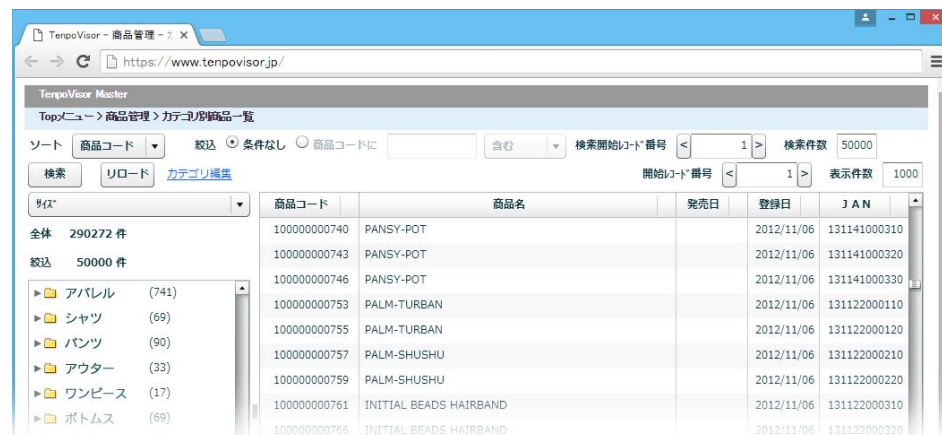 TenpoVisor - 商品管理 - カ
https://www.tenpovisor.jp/
TenpoVisor Master
Topメニュー > 商品管理 > カテゴリ別商品一覧
ソート 商品コード 絞込 条件なし 商品コードに 含む 検索開始レコード番号 < 1 > 検索件数 50000
検索 リロード カテゴリ編集 開始レコード番号 < 1 > 表示件数 1000
サイズ 商品コード 商品名 発売日 登録日 JAN
全体 290272 件
絞込 50000 件
アパレル (741)
シャツ (69)
パンツ (90)
アウター (33)
ワンピース (17)
ボトムス (69)
100000000740 PANSY-POT 2012/11/06 131141000310
100000000743 PANSY-POT 2012/11/06 131141000320
100000000746 PANSY-POT 2012/11/06 131141000330
100000000753 PALM-TURBAN 2012/11/06 131122000110
100000000755 PALM-TURBAN 2012/11/06 131122000120
100000000757 PALM-SHUSHU 2012/11/06 131122000210
100000000759 PALM-SHUSHU 2012/11/06 131122000220
100000000761 INITIAL BEADS HAIRBAND 2012/11/06 131122000310
100000000766 INITIAL BEADS HAIRBAND 2012/11/06 131122000320